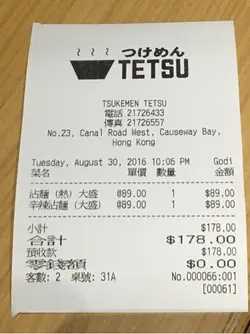 つけめん
TETSU
TSUKEMEN TETSU
電話 21726433
傳真 21726557
No.23, Canal Road West, Causeway Bay,
Hong Kong
Tuesday, August 30, 2016 10:06 PM Godi
菜名 單價 數量 金額
沾麵 (熱) 大盛 @89.00 1 $89.00
辛辣沾麵 (大盛) @89.00 1 $89.00
小計 $178.00
合計 $178.00
預收款 $178.00
零錢餘額 $0.00
客數: 2 桌號: 31A No.000066:001
[00061]